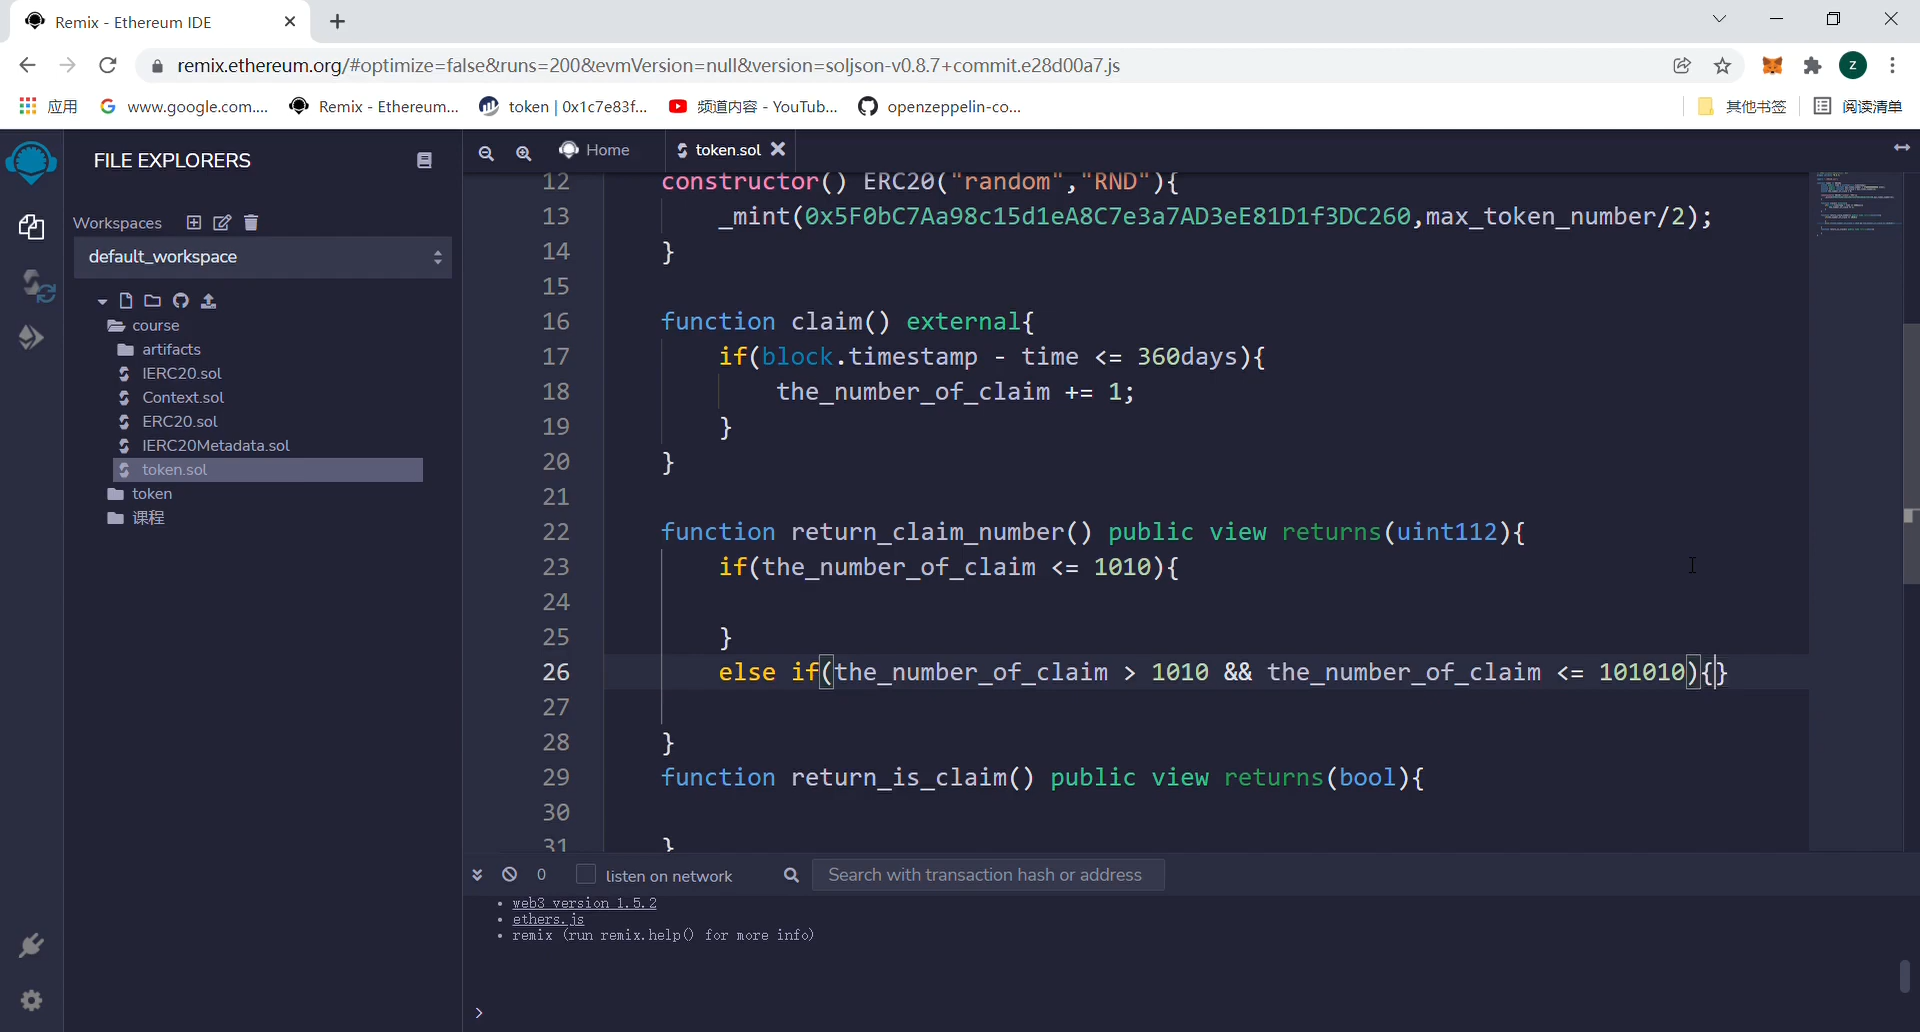 Remix - Ethereum IDE
remix.ethereum.org/#optimize=false&runs=200&evmVersion=null&version=soljson-v0.8.7+commit.e28d00a7.js
Z
应用
www.google.com....
Remix - Ethereum...
token | 0x1c7e83f...
频道内容 - YouTub...
openzeppelin-co...
其他书签
阅读清单
FILE EXPLORERS
Workspaces
default_workspace
course
artifacts
IERC20.sol
Context.sol
ERC20.sol
IERC20Metadata.sol
token.sol
token
课程
Home
token.sol
12 constructor() ERC20("random","RND"){
13 _mint(0x5F0bC7Aa98c15d1eA8C7e3a7AD3eE81D1f3DC260,max_token_number/2);
14 }
15
16 function claim() external{
17 if(block.timestamp - time <= 360days){
18 the_number_of_claim += 1;
19 }
20 }
21
22 function return_claim_number() public view returns(uint112){
23 if(the_number_of_claim <= 1010){
24
25 }
26 else if(the_number_of_claim > 1010 && the_number_of_claim <= 101010){}
27
28 }
29 function return_is_claim() public view returns(bool){
30
31 }
0
listen on network
Search with transaction hash or address
• web3 version 1.5.2
• ethers.js
• remix (run remix.help() for more info)
>